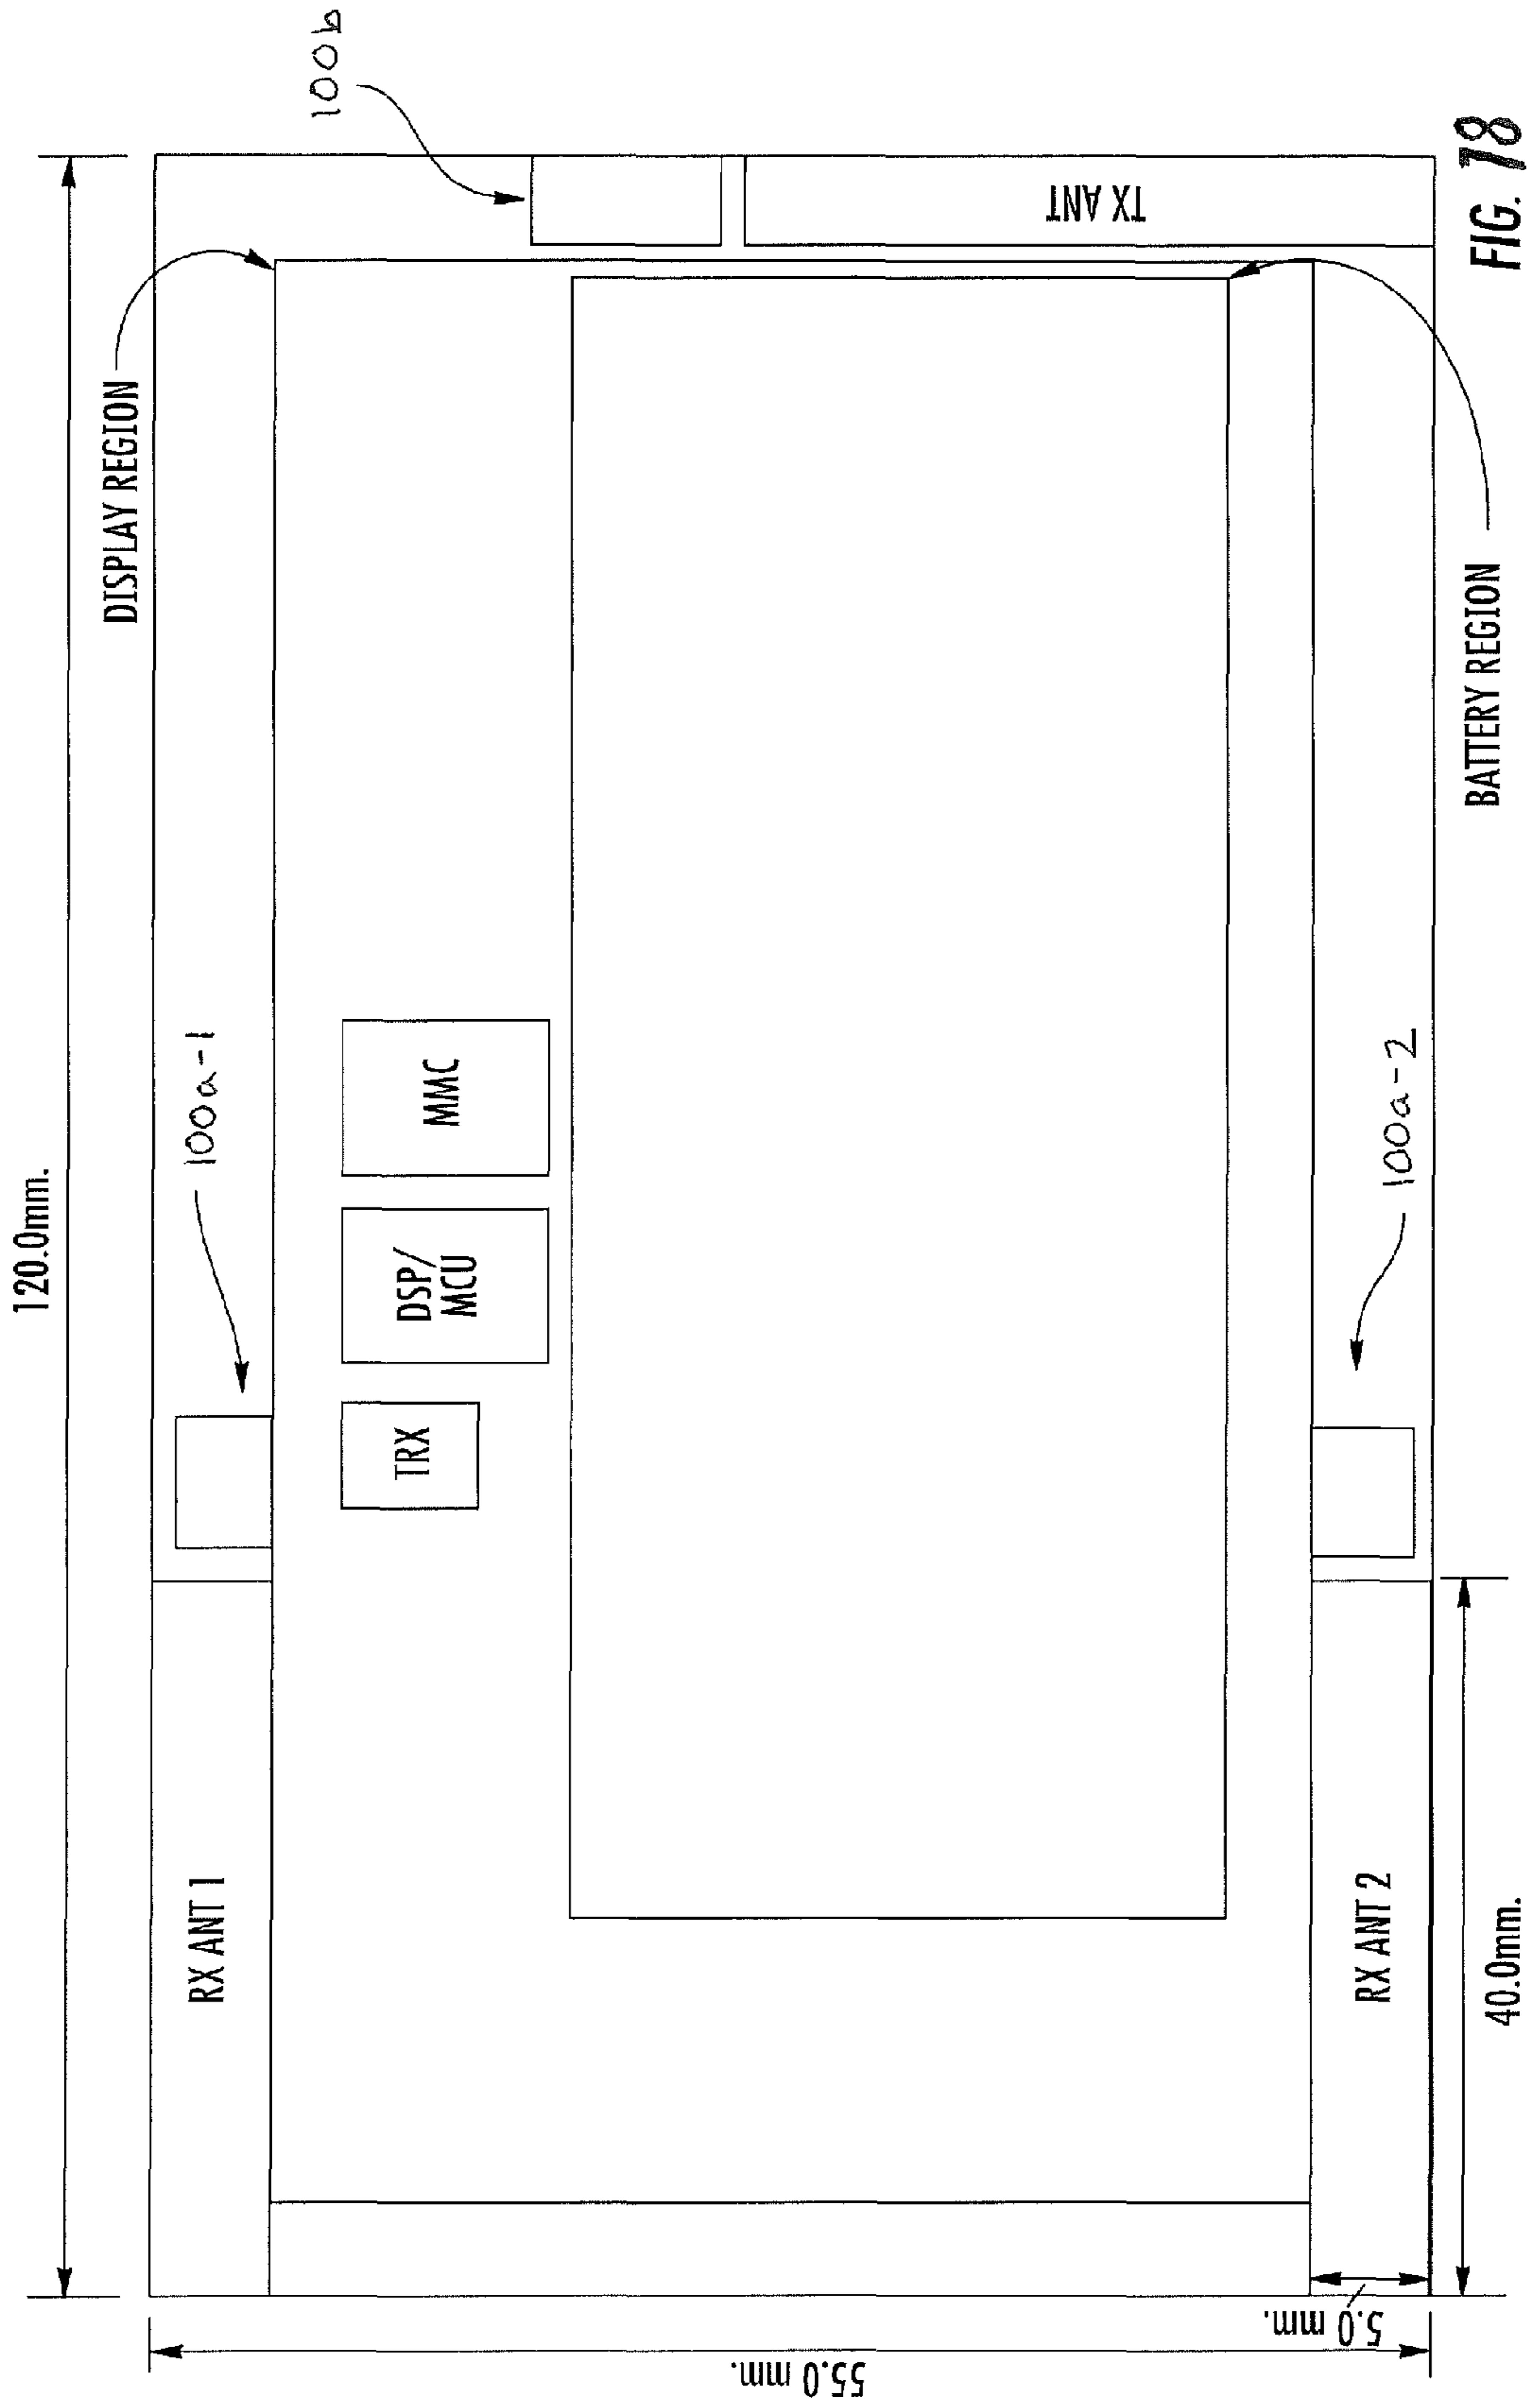 120.0mm.
DISPLAY REGION
100b
100a-1
RX ANT 1
TRX
DSP/
MCU
MMC
TX ANT
100a-2
RX ANT 2
55.0 mm.
5.0 mm.
40.0mm.
BATTERY REGION
FIG. 18